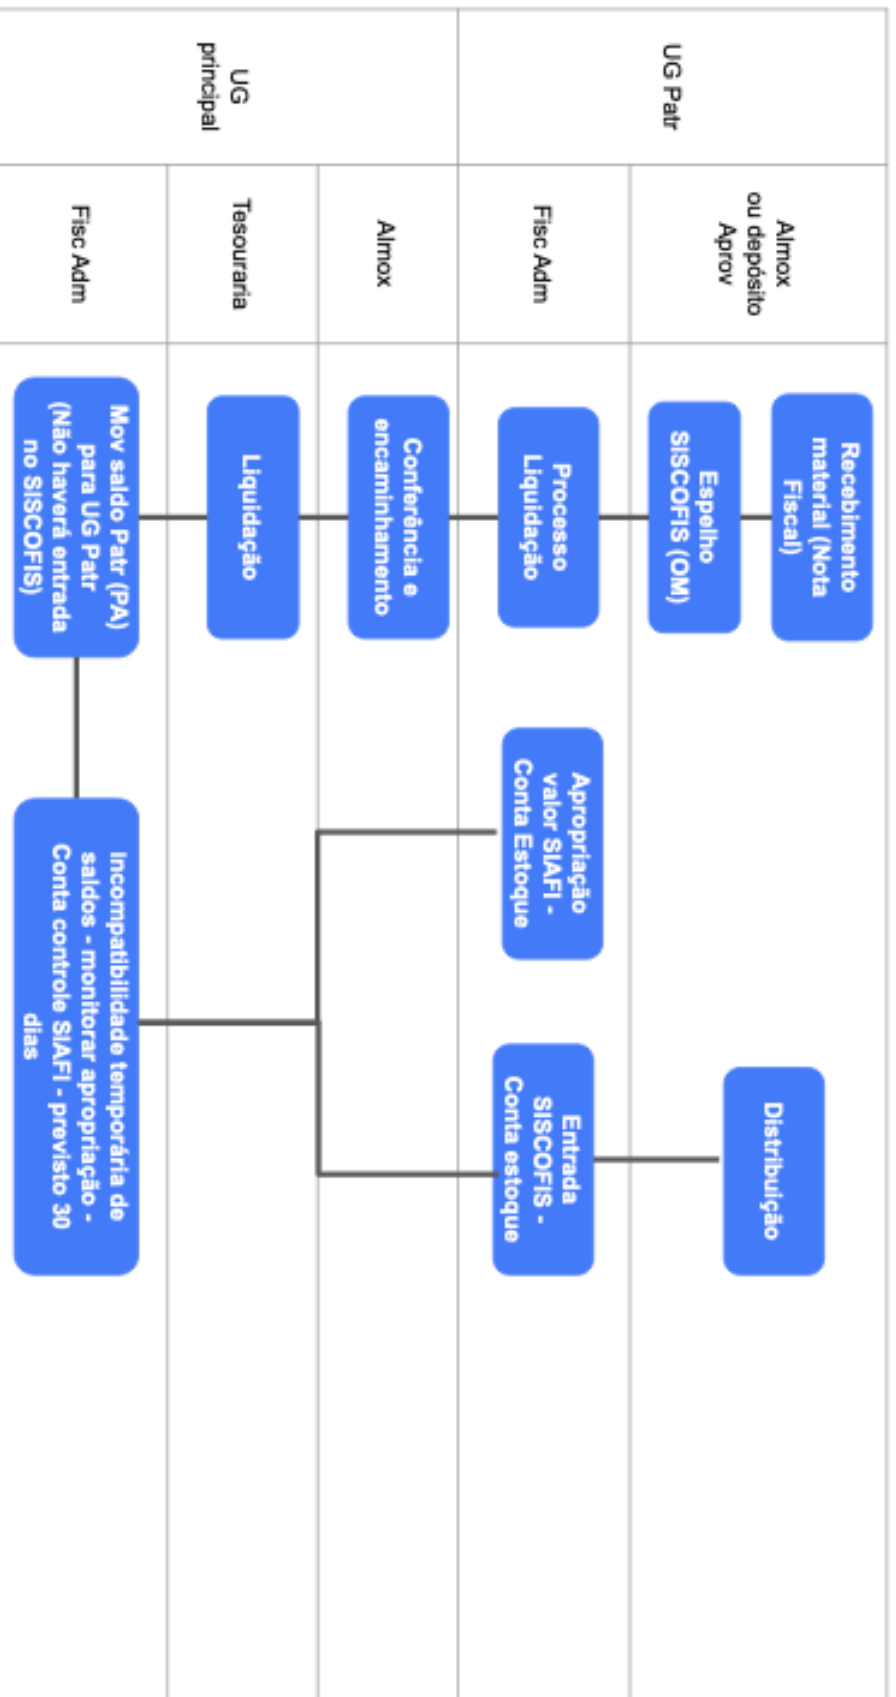 UG Patr
Almox
ou depósito
Aprov
Recebimento
material (Nota
Fiscal)
Espelho
SISCOFIS (OM)
Distribuição
Fisc Adm
Processo
Liquidação
Apropriação
valor SIAFI -
Conta Estoque
Entrada
SISCOFIS -
Conta estoque
UG
principal
Almox
Conferência e
encaminhamento
Tesouraria
Liquidação
Fisc Adm
Mov saldo Patr (PA)
para UG Patr
(Não haverá entrada
no SISCOFIS)
Incompatibilidade temporária de
saldos - monitorar apropriação -
Conta controle SIAFI - previsto 30
dias